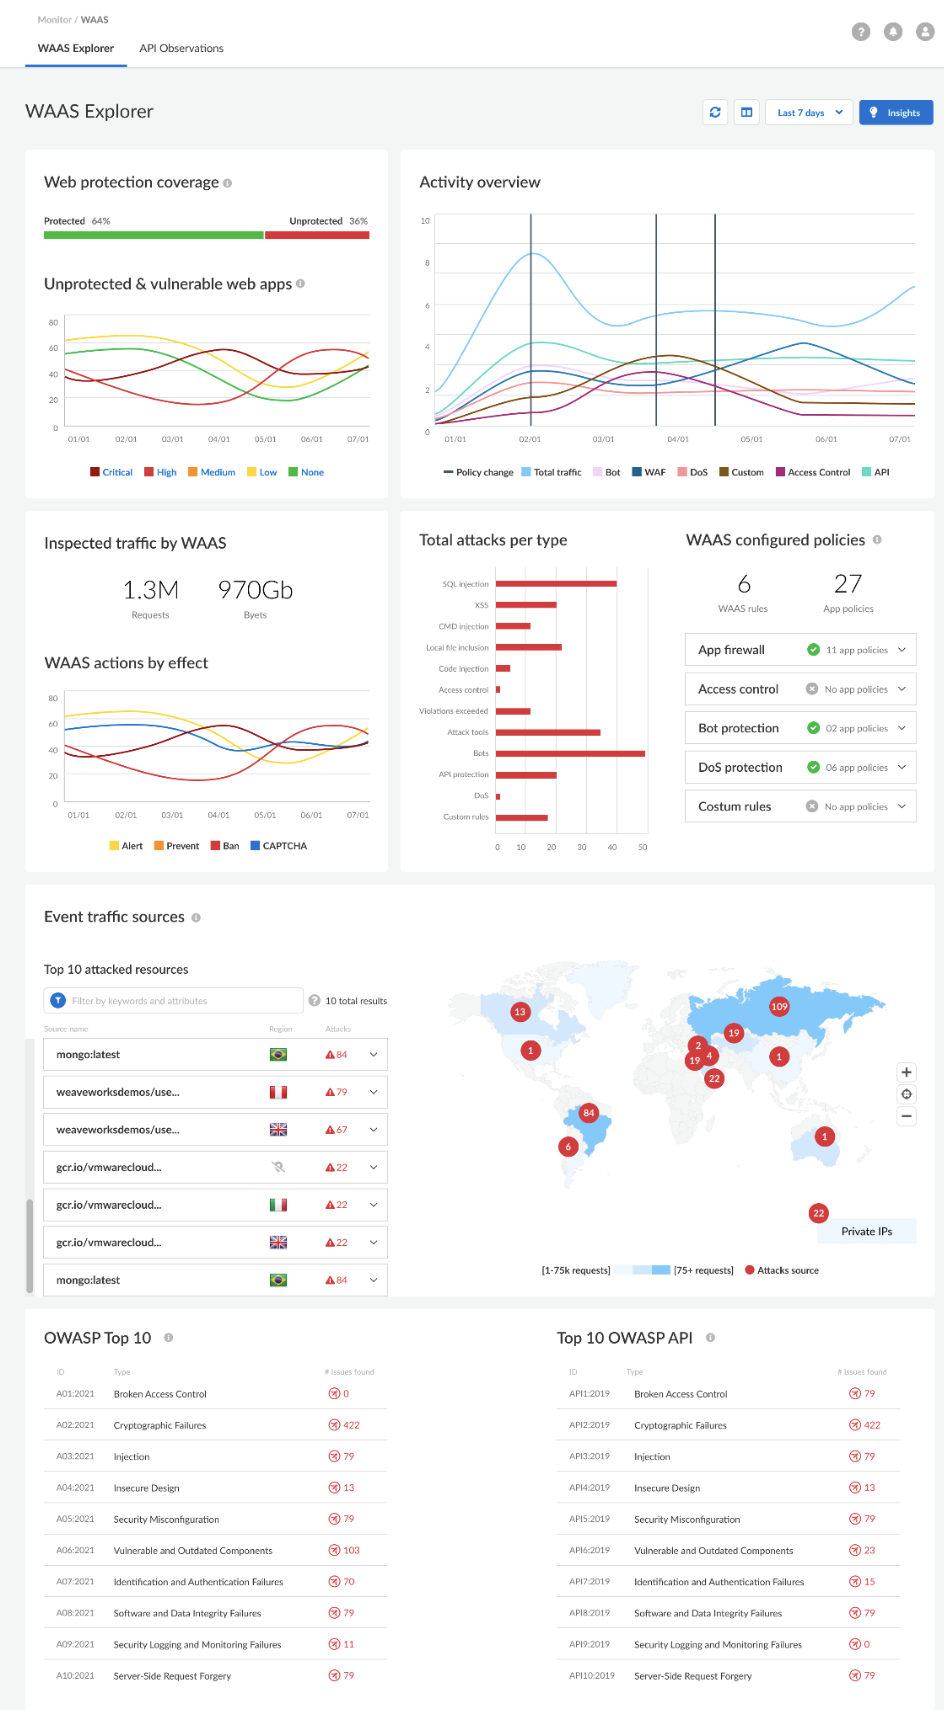 Monitor / WAAS
WAAS Explorer API Observations
WAAS Explorer
Last 7 days Insights
Web protection coverage
Protected 64% Unprotected 36%
Unprotected & vulnerable web apps
80
60
40
20
0
01/01 02/01 03/01 04/01 05/01 06/01 07/01
Critical High Medium Low None
Activity overview
10
8
6
4
2
0
01/01 02/01 03/01 04/01 05/01 06/01 07/01
Policy change Total traffic Bot WAF DoS Custom Access Control API
Inspected traffic by WAAS
1.3M 970Gb
Requests Byets
WAAS actions by effect
80
60
40
20
0
01/01 02/01 03/01 04/01 05/01 06/01 07/01
Alert Prevent Ban CAPTCHA
Total attacks per type
SQL injection
XSS
CMD injection
Local file inclusion
Code injection
Access control
Violations exceeded
Attack tools
Bots
API protection
DoS
Custum rules
0 10 20 30 40 50
WAAS configured policies
6 27
WAAS rules App policies
App firewall 11 app policies
Access control No app policies
Bot protection 02 app policies
DoS protection 06 app policies
Costum rules No app policies
Event traffic sources
Top 10 attacked resources
Filter by keywords and attributes ? 10 total results
Source name Region Attacks
mongo:latest 84
weaveworksdemos/use... 79
weaveworksdemos/use... 67
gcr.io/vmwarecloud... 22
gcr.io/vmwarecloud... 22
gcr.io/vmwarecloud... 22
mongo:latest 84
109
13
19
2
1
4
1
19
22
84
1
6
22
Private IPs
[1-75k requests] [75+ requests] Attacks source
OWASP Top 10
ID Type # Issues found
A01:2021 Broken Access Control 0
A02:2021 Cryptographic Failures 422
A03:2021 Injection 79
A04:2021 Insecure Design 13
A05:2021 Security Misconfiguration 79
A06:2021 Vulnerable and Outdated Components 103
A07:2021 Identification and Authentication Failures 70
A08:2021 Software and Data Integrity Failures 79
A09:2021 Security Logging and Monitoring Failures 11
A10:2021 Server-Side Request Forgery 79
Top 10 OWASP API
ID Type # Issues found
API1:2019 Broken Access Control 79
API2:2019 Cryptographic Failures 422
API3:2019 Injection 79
API4:2019 Insecure Design 13
API5:2019 Security Misconfiguration 79
API6:2019 Vulnerable and Outdated Components 23
API7:2019 Identification and Authentication Failures 15
API8:2019 Software and Data Integrity Failures 79
API9:2019 Security Logging and Monitoring Failures 0
API10:2019 Server-Side Request Forgery 79